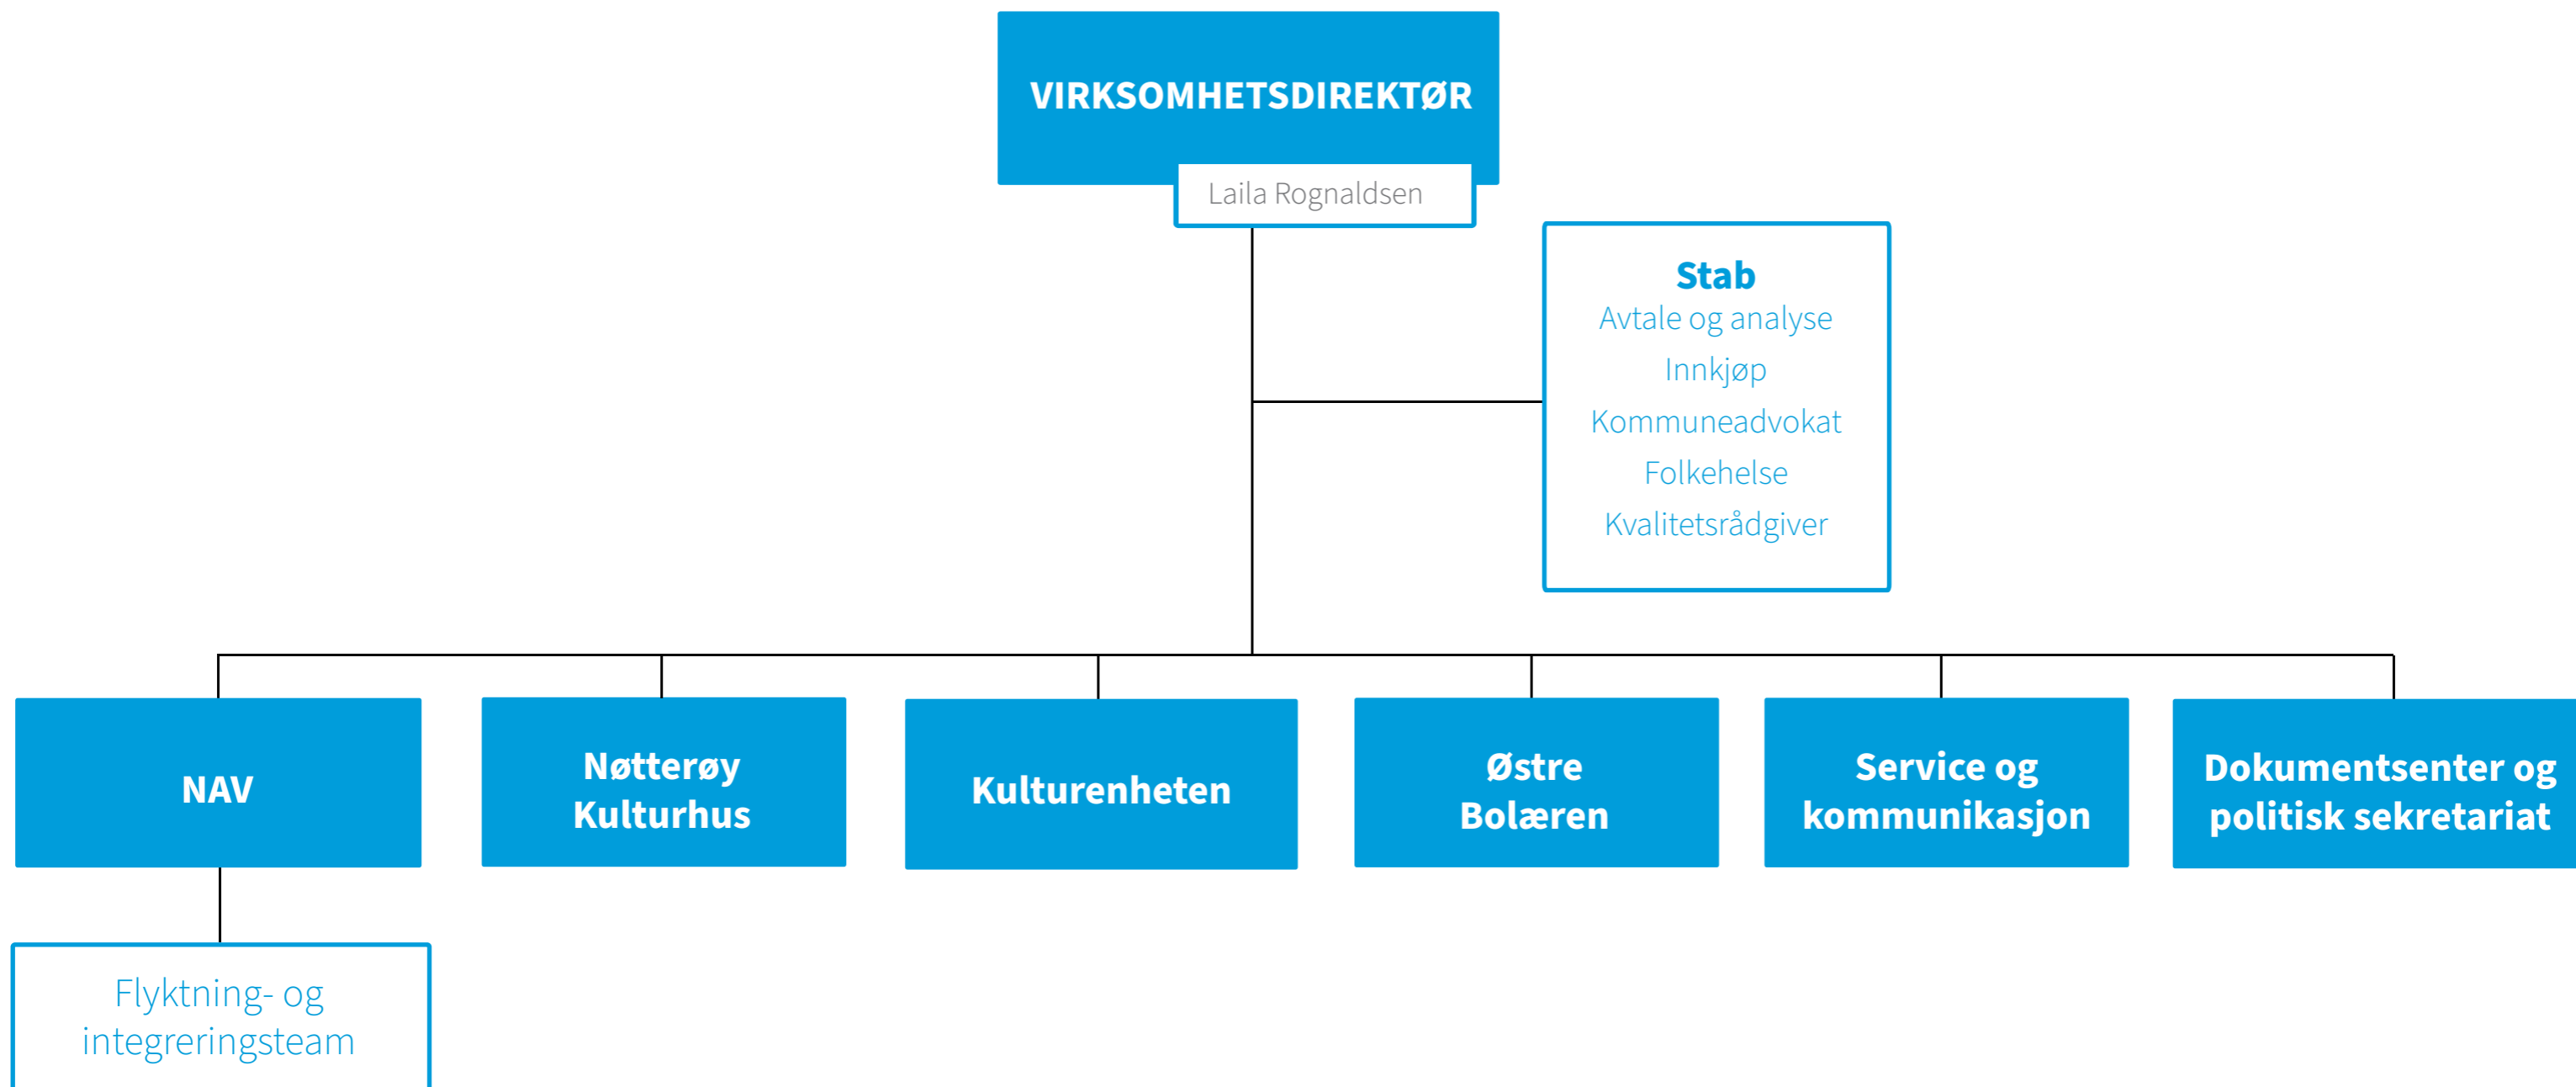 VIRKSOMHETSDIREKTØR
Laila Rognaldsen
Stab
Avtale og analyse
Innkjøp
Kommuneadvokat
Folkehelse
Kvalitetsrådgiver
NAV
Nøtterøy
Kulturhus
Kulturenheten
Østre
Bolæren
Service og
kommunikasjon
Dokumentsenter og
politisk sekretariat
Flyktning- og
integreringsteam